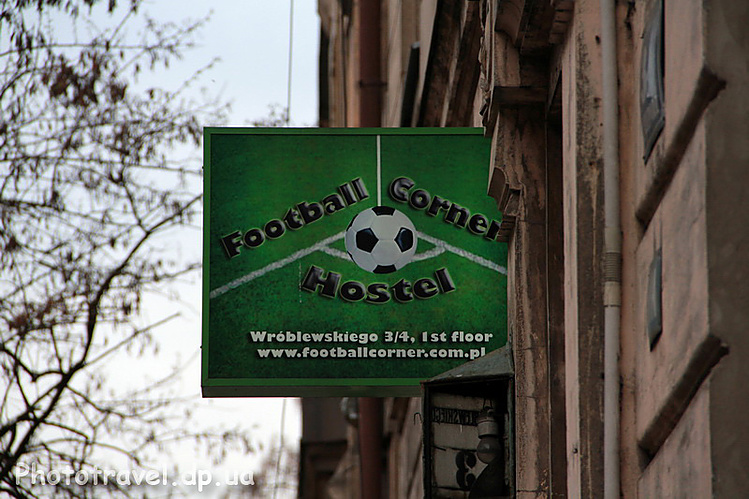 Football Corner
Hostel
Wróblewskiego 3/4, 1st floor
www.footballcorner.com.pl
Phototravel.dp.ua